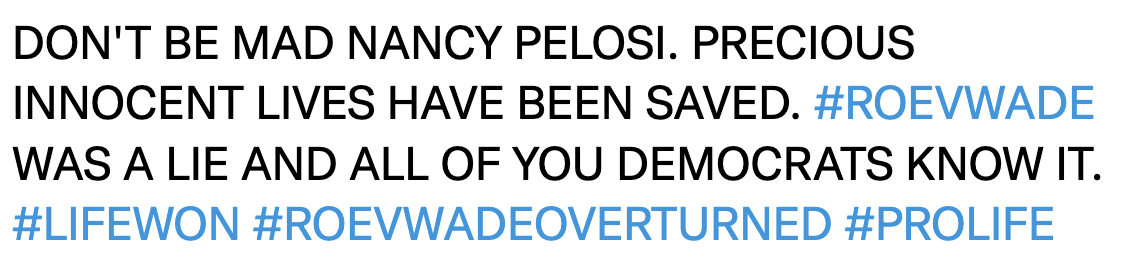 DON'T BE MAD NANCY PELOSI. PRECIOUS
INNOCENT LIVES HAVE BEEN SAVED. #ROEVWADE
WAS A LIE AND ALL OF YOU DEMOCRATS KNOW IT.
#LIFEWON #ROEVWADEOVERTURNED #PROLIFE